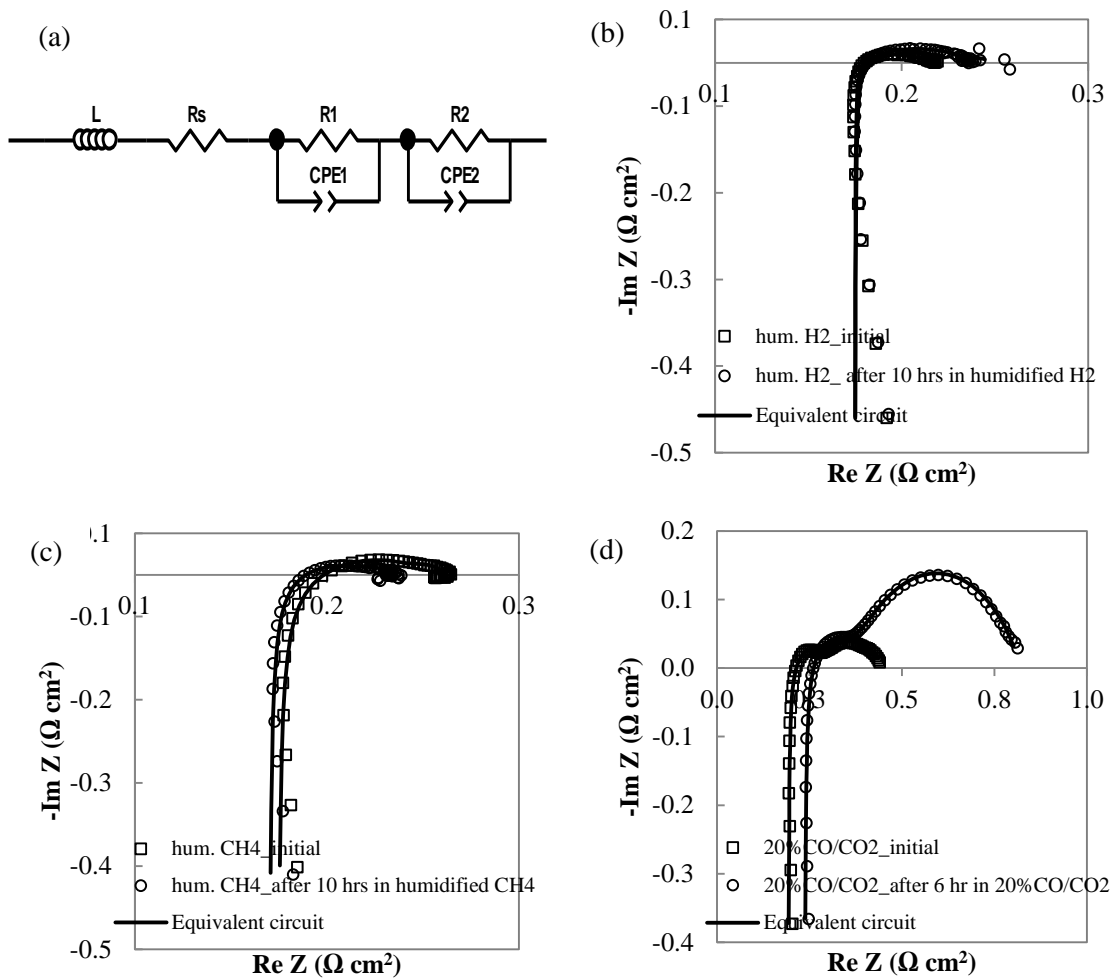 (a)
L
Rs
R1
R2
CPE1
CPE2
(b)
0.1
0.1
0.2
0.3
-0.1
-0.2
-0.3
-0.4
-0.5
-Im Z (Ω cm²)
hum. H2_initial
hum. H2_ after 10 hrs in humidified H2
Equivalent circuit
Re Z (Ω cm²)
(c)
0.1
0.2
0.3
-0.1
-0.2
-0.3
-0.4
-0.5
-Im Z (Ω cm²)
hum. CH4_initial
hum. CH4_after 10 hrs in humidified CH4
Equivalent circuit
Re Z (Ω cm²)
(d)
0.2
0.1
0.0
0.0
0.5
0.8
1.0
-0.1
-0.2
-0.3
-0.4
-Im Z (Ω cm²)
20%CO/CO2_initial
20%CO/CO2_after 6 hr in 20%CO/CO2
Equivalent circuit
Re Z (Ω cm²)